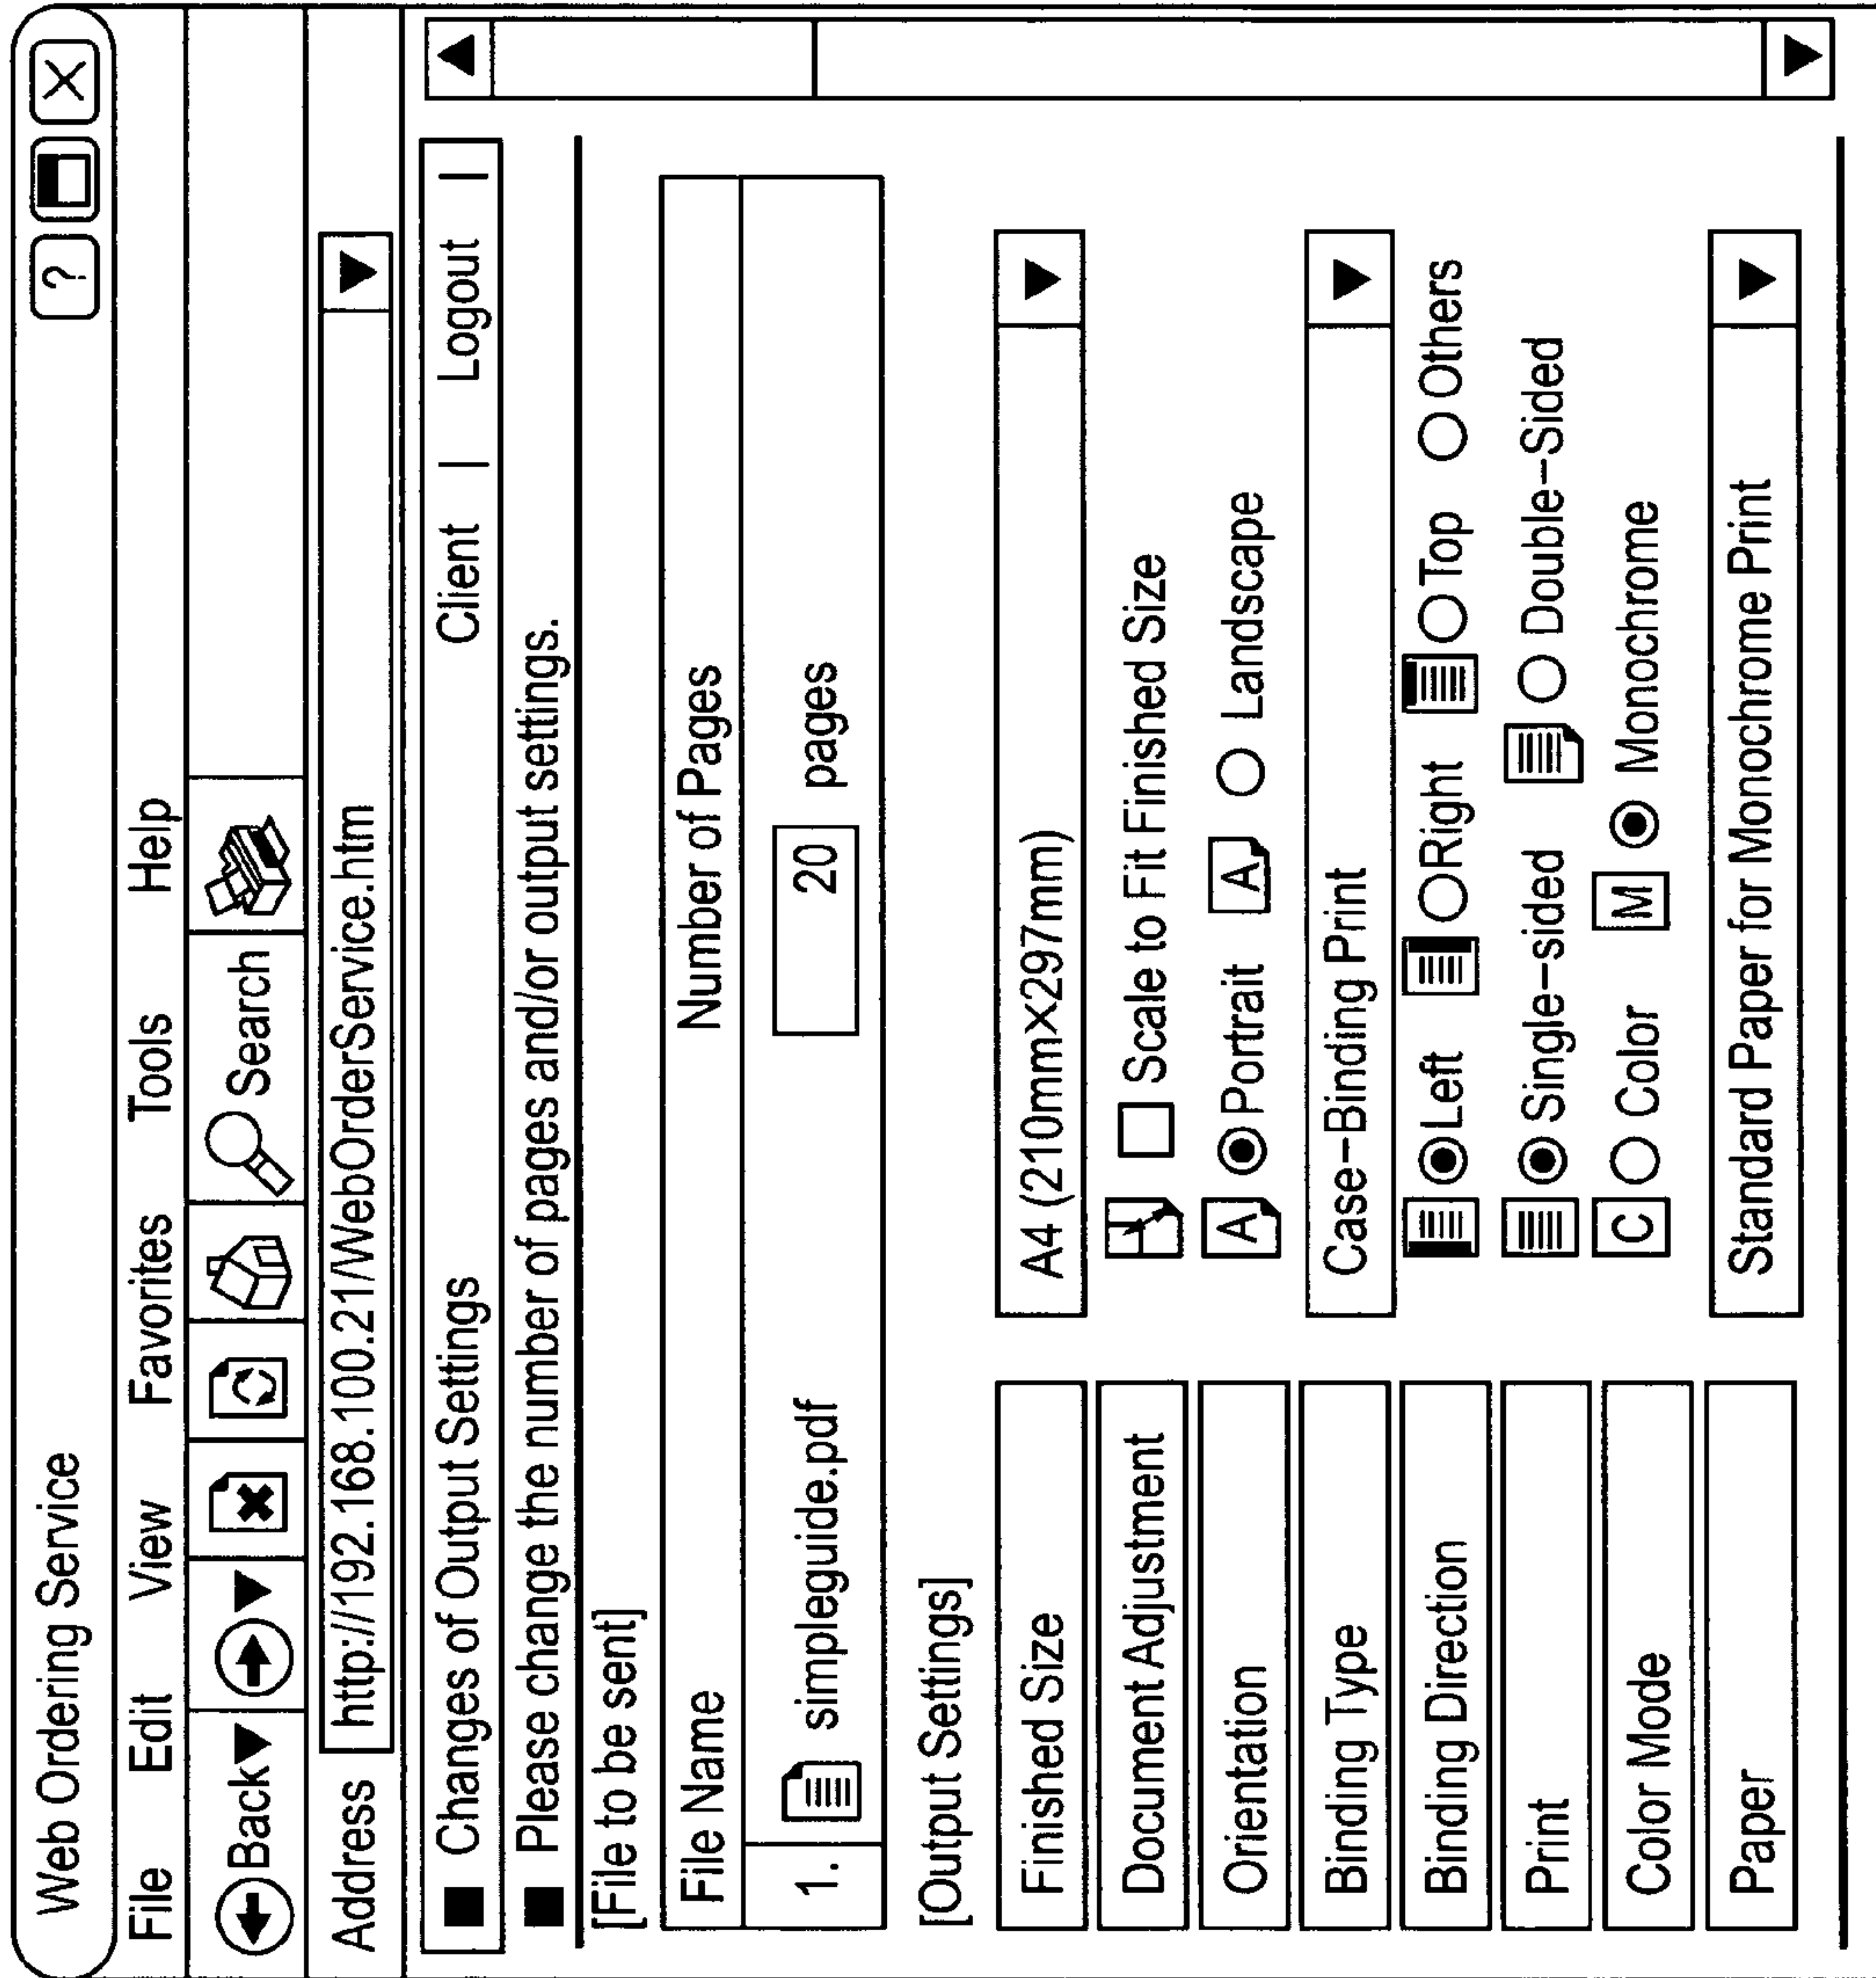 Web Ordering Service ?
File Edit View Favorites Tools Help
Back Search
Address http://192.168.100.21/WebOrderService.htm
Changes of Output Settings Client | Logout |
Please change the number of pages and/or output settings.
[File to be sent]
File Name Number of Pages
1. simpleguide.pdf 20 pages
[Output Settings]
Finished Size A4 (210mm×297mm)
Document Adjustment Scale to Fit Finished Size
Orientation A Portrait A Landscape
Binding Type Case-Binding Print
Binding Direction Left Right Top Others
Print Single-sided Double-Sided
Color Mode C Color M Monochrome
Paper Standard Paper for Monochrome Print